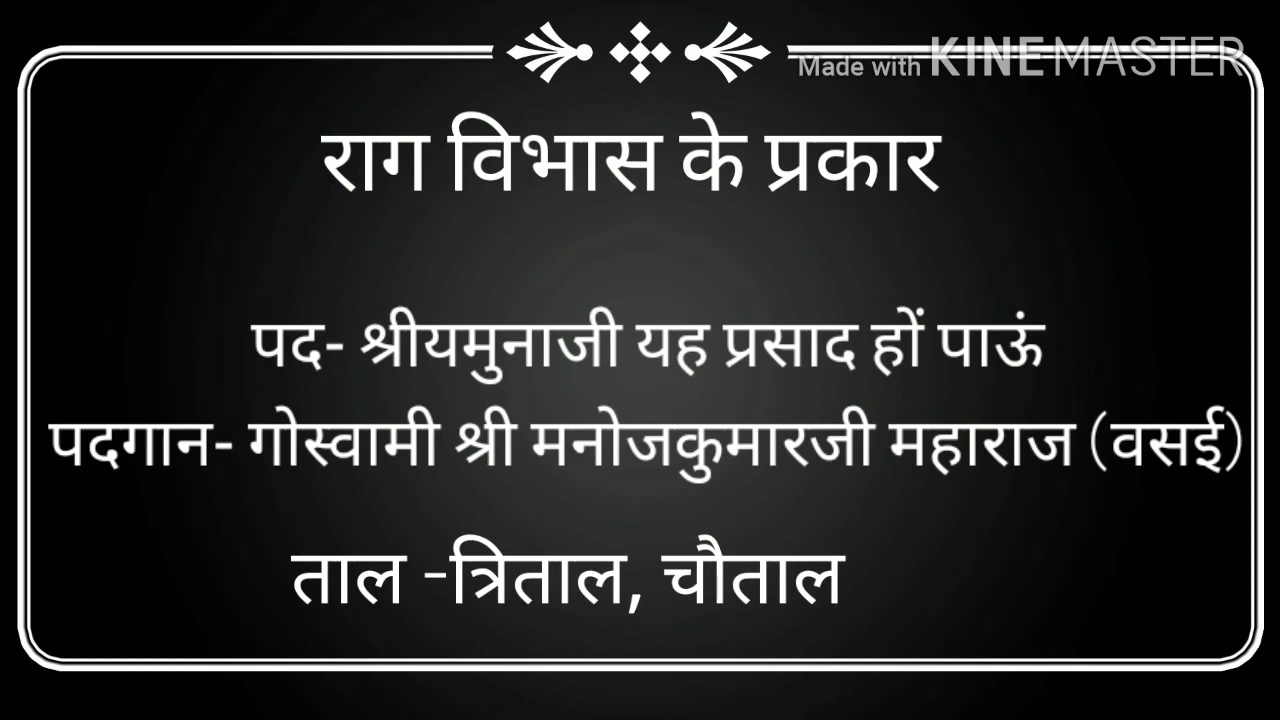 Made with KINEMASTER
राग विभास के प्रकार
पद- श्रीयमुनाजी यह प्रसाद हों पाऊं
पदगान- गोस्वामी श्री मनोजकुमारजी महाराज (वसई)
ताल -त्रिताल, चौताल